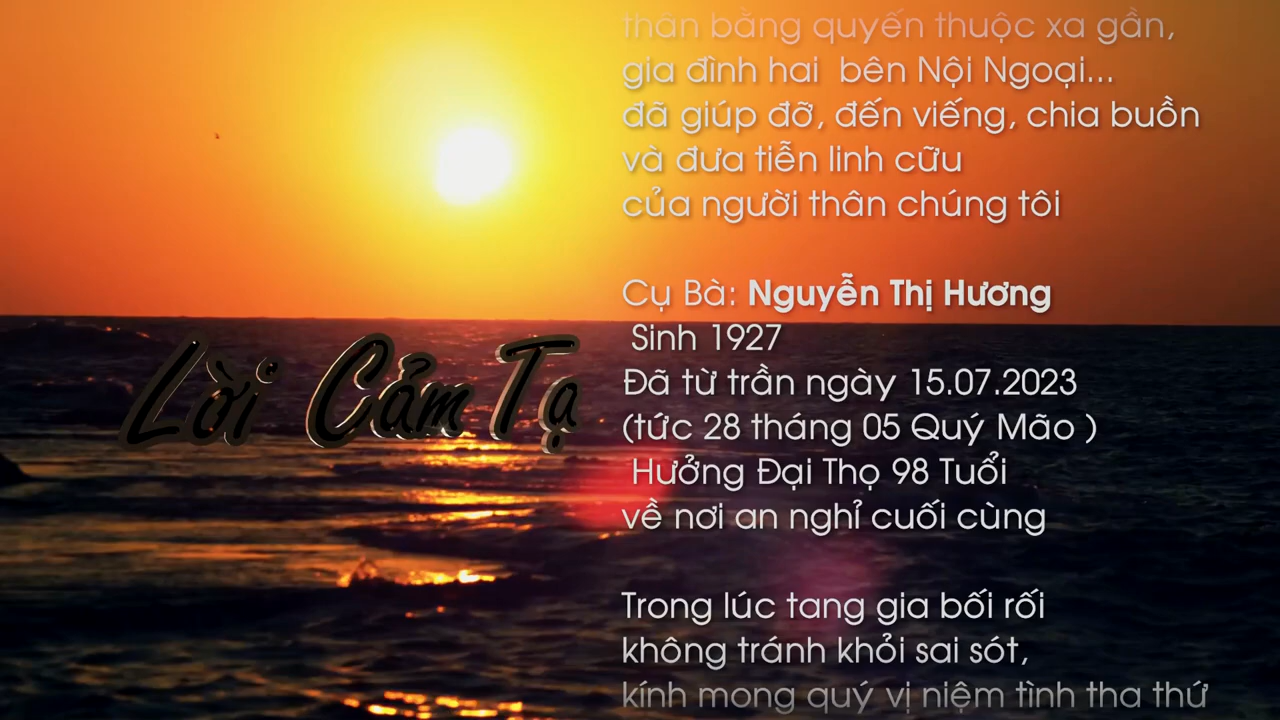 thân bằng quyến thuộc xa gần,
gia đình hai bên Nội Ngoại...
đã giúp đỡ, đến viếng, chia buồn
và đưa tiễn linh cữu
của người thân chúng tôi
Cụ Bà: Nguyễn Thị Hương
Sinh 1927
Lời Cảm Tạ
Đã từ trần ngày 15.07.2023
(tức 28 tháng 05 Quý Mão )
Hưởng Đại Thọ 98 Tuổi
về nơi an nghỉ cuối cùng
Trong lúc tang gia bối rối
không tránh khỏi sai sót,
kính mong quý vị niệm tình tha thứ